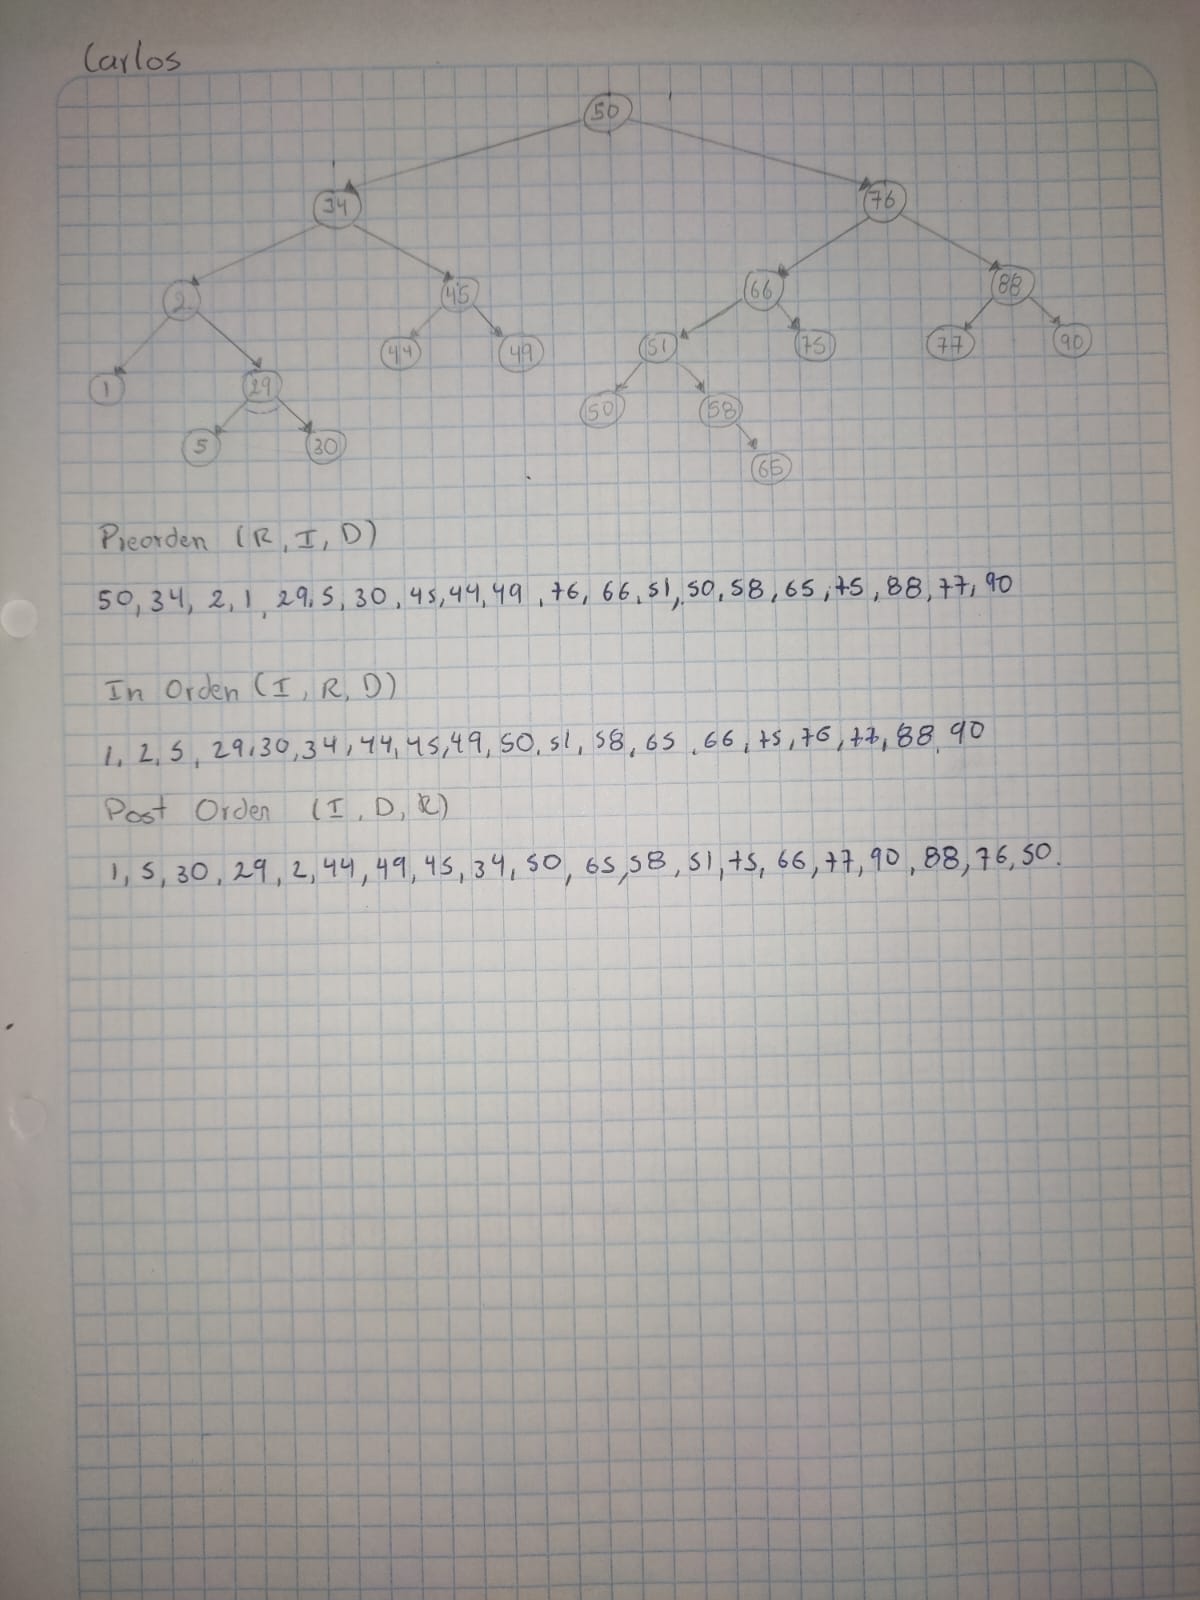 Carlos
50
34 76
2 45 66 88
44 49 51 75 77 90
1 29 50 58
5 30 65
Preorden (R, I, D)
50, 34, 2, 1, 29, 5, 30, 45, 44, 49, 76, 66, 51, 50, 58, 65, 75, 88, 77, 90
In Orden (I, R, D)
1, 2, 5, 29, 30, 34, 44, 45, 49, 50, 51, 58, 65, 66, 75, 76, 77, 88, 90
Post Orden (I, D, R)
1, 5, 30, 29, 2, 44, 49, 45, 34, 50, 65, 58, 51, 75, 66, 77, 90, 88, 76, 50.